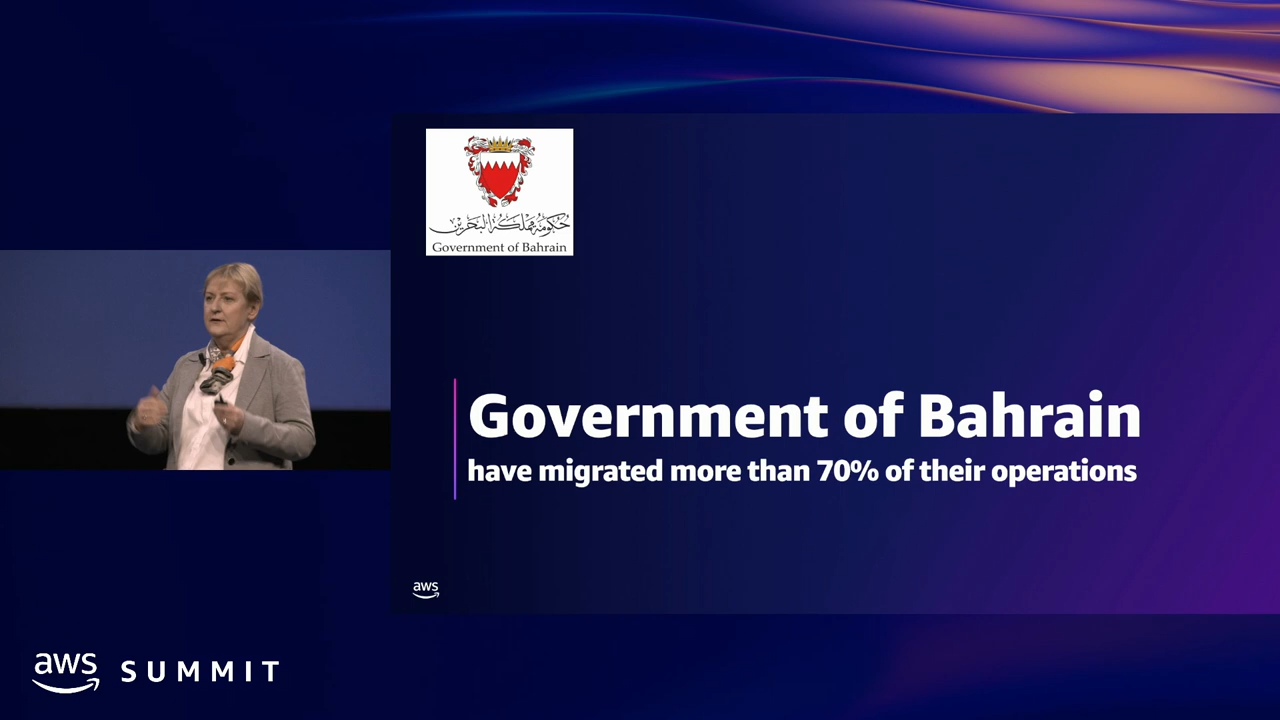 حكومة مملكة البحرين
Government of Bahrain
Government of Bahrain
have migrated more than 70% of their operations
aws
aws SUMMIT